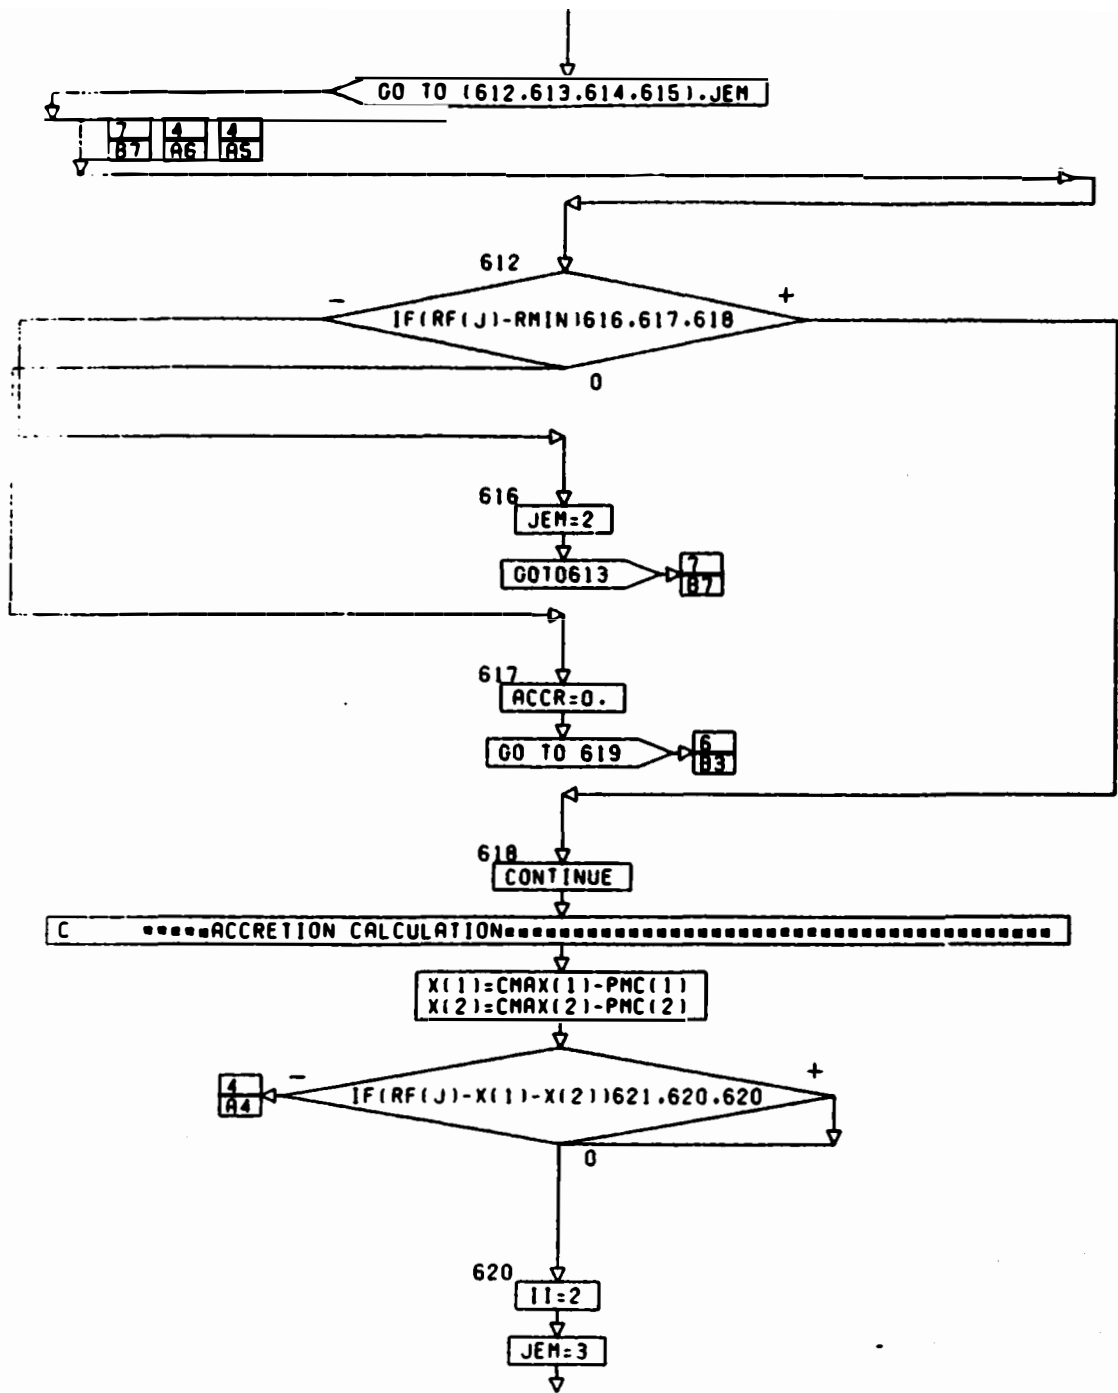 GO TO (612.613.614.615).JEM
7 4 4
B7 A6 A5
612
- +
IF(RF(J)-RMIN)616.617.618
0
616
JEM=2
GOTO613
7
B7
617
ACCR=0.
GO TO 619
6
B3
618
CONTINUE
C *****ACCRETION CALCULATION***************************************
X(1)=CMAX(1)-PMC(1)
X(2)=CMAX(2)-PMC(2)
- +
4
A4
IF(RF(J)-X(1)-X(2))621.620.620
0
620
II=2
JEM=3